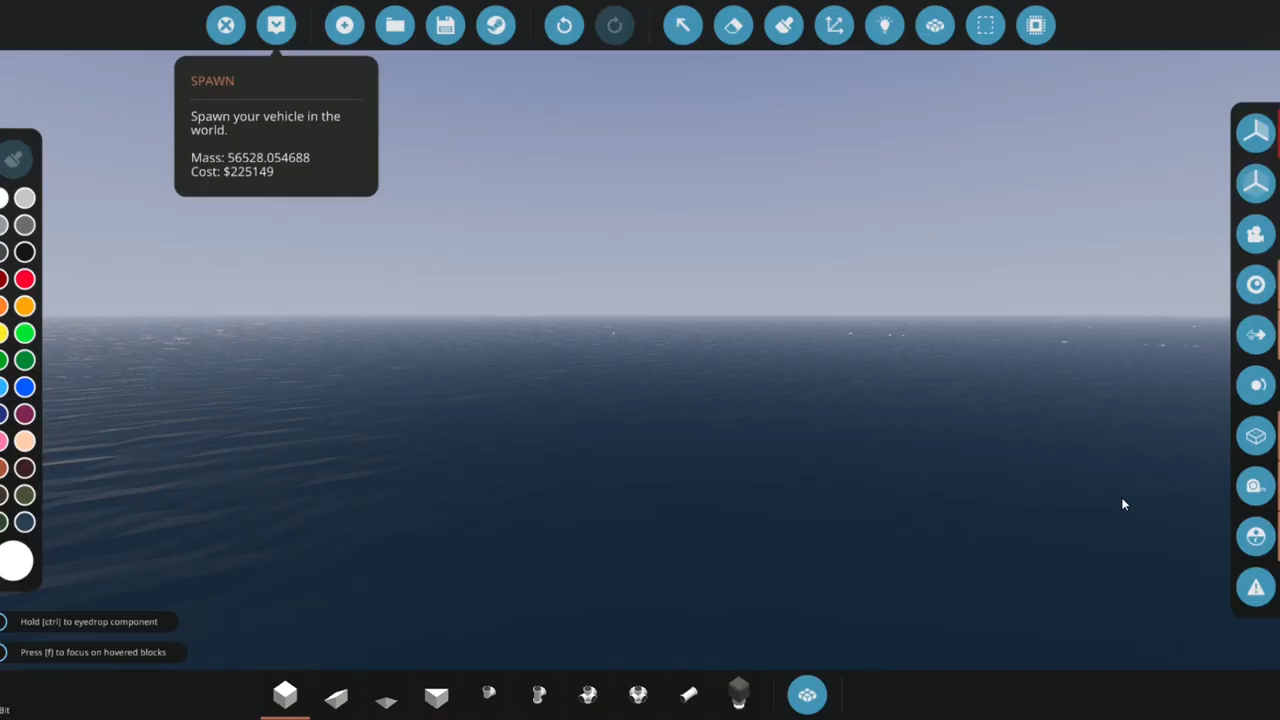 SPAWN
Spawn your vehicle in the
world.
Mass: 56528.054688
Cost: $225149
Hold [ctrl] to eyedrop component
Press [f] to focus on hovered blocks